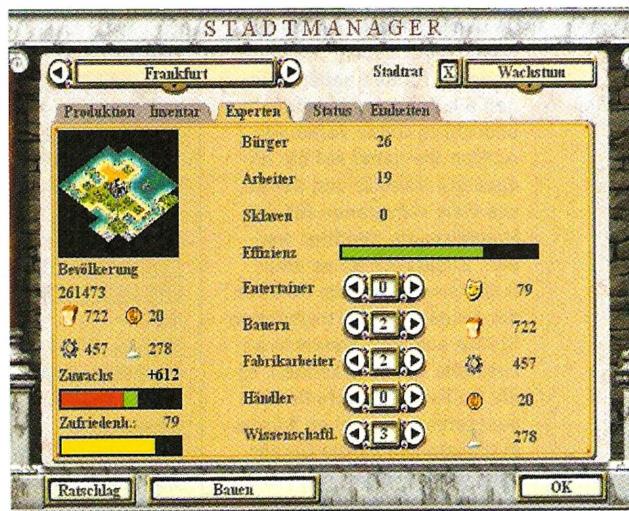 STADTMANAGER
Frankfurt Stadtrat X Wachstum
Produktion Inventar Experten Status Einheiten
Bürger 26
Arbeiter 19
Sklaven 0
Effizienz
Bevölkerung
261473
722 20
457 278
Zuwachs +612
Zufriedenh.: 79
Entertainer 0 79
Bauern 2 722
Fabrikarbeiter 2 457
Händler 0 20
Wissenschaftl. 3 278
Ratschlag Bauen OK